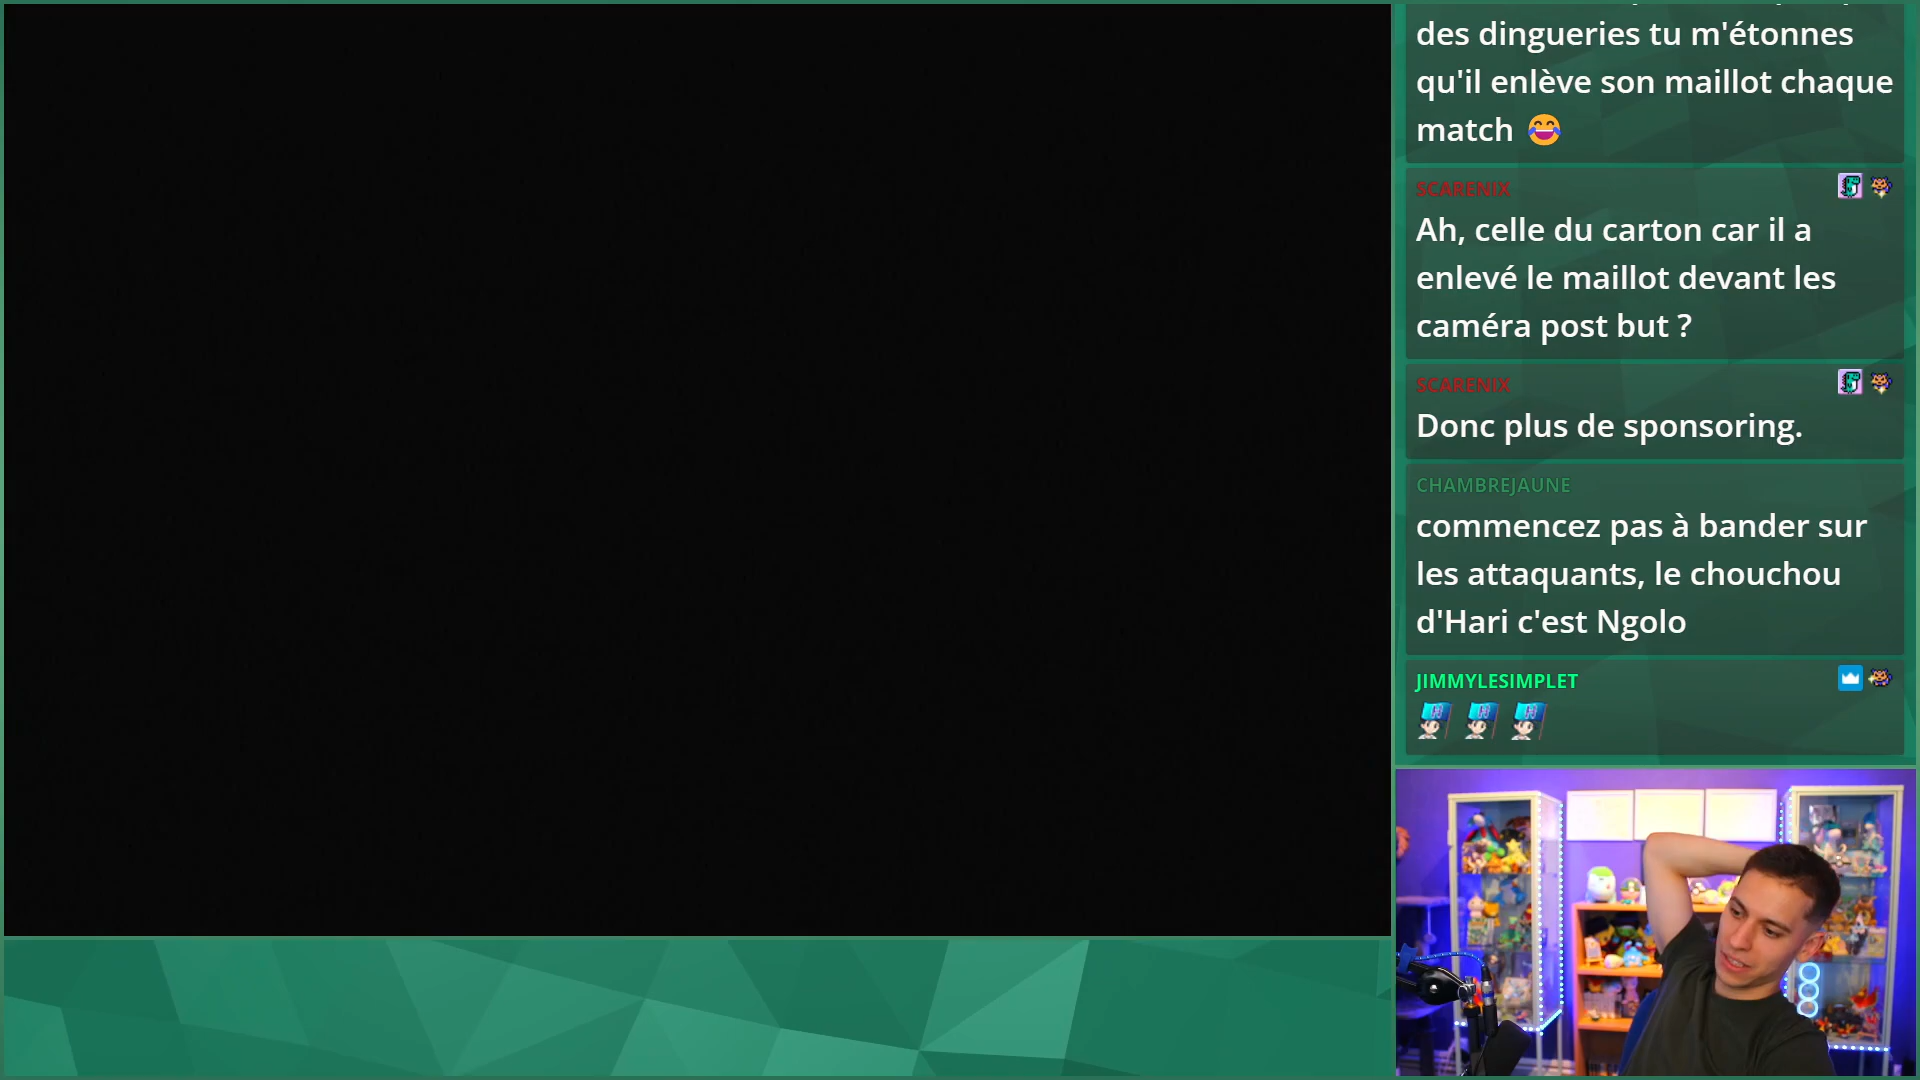 des dingueries tu m'étonnes
qu'il enlève son maillot chaque
match 😂
SCARENIX
Ah, celle du carton car il a
enlevé le maillot devant les
caméra post but ?
SCARENIX
Donc plus de sponsoring.
CHAMBREJAUNE
commencez pas à bander sur
les attaquants, le chouchou
d'Hari c'est Ngolo
JIMMYLESIMPLET